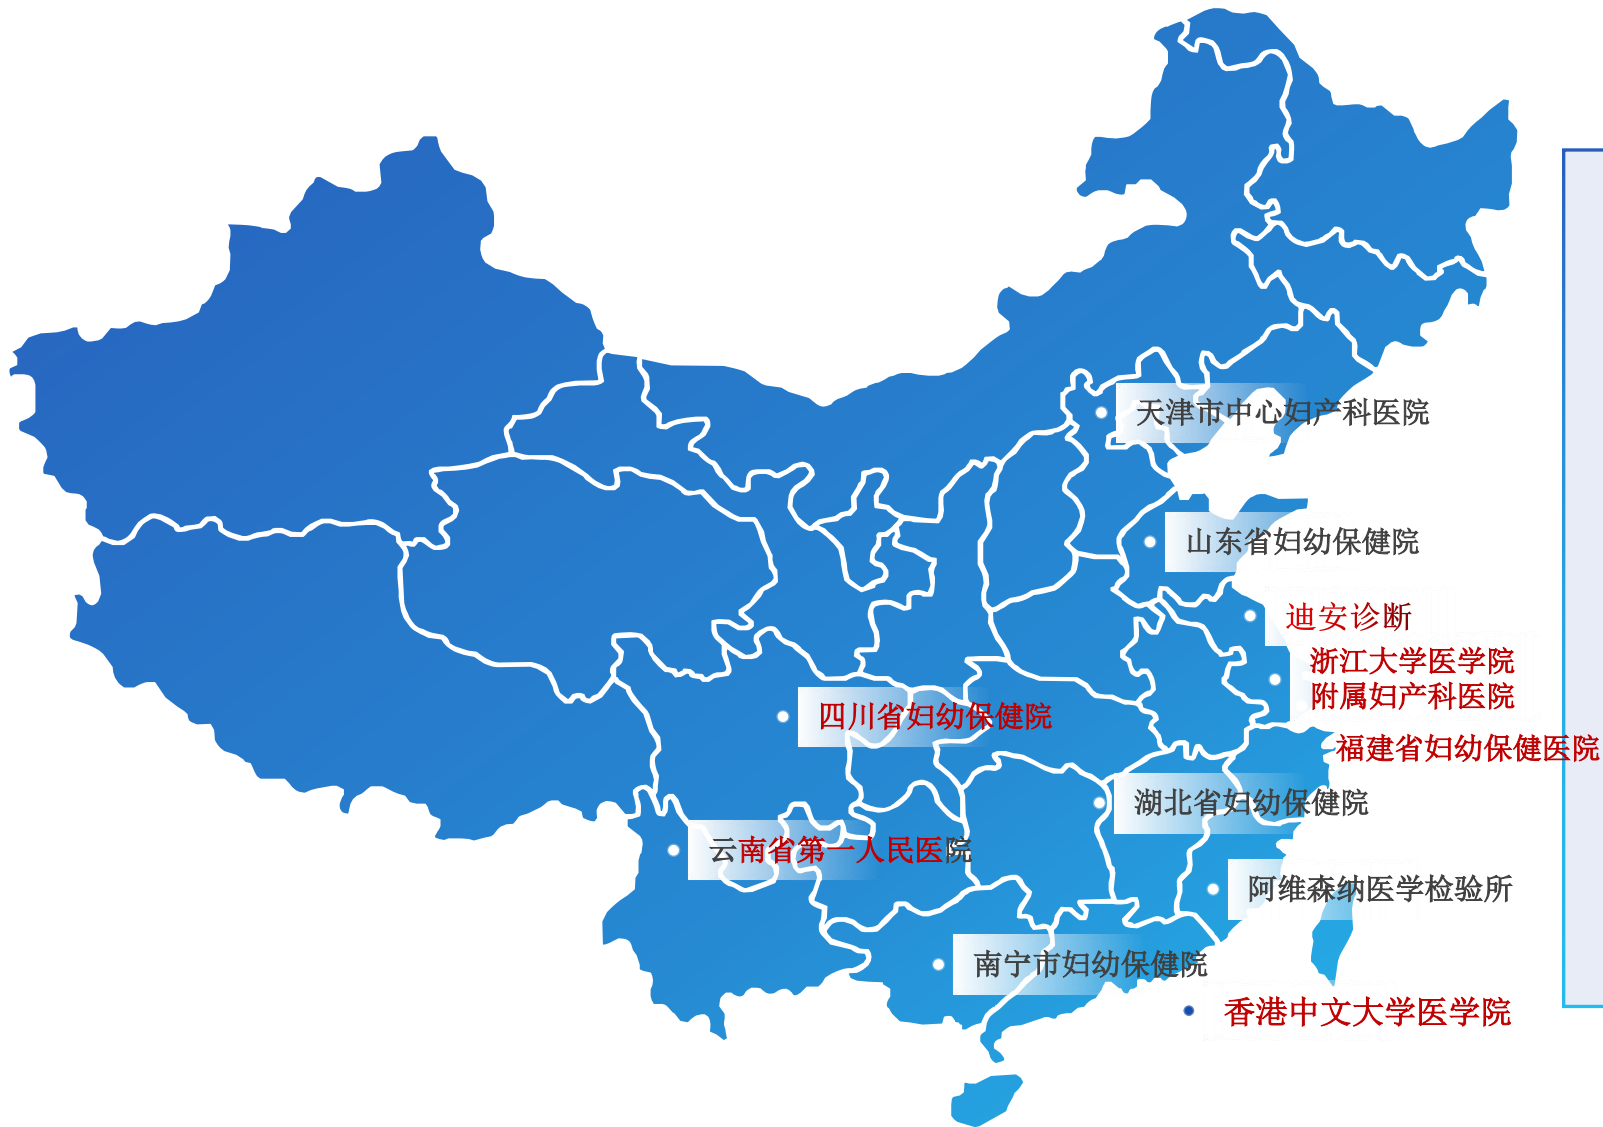 天津市中心妇产科医院
山东省妇幼保健院
迪安诊断
浙江大学医学院
附属妇产科医院
四川省妇幼保健院
福建省妇幼保健医院
湖北省妇幼保健院
云南省第一人民医院
阿维森纳医学检验所
南宁市妇幼保健院
香港中文大学医学院